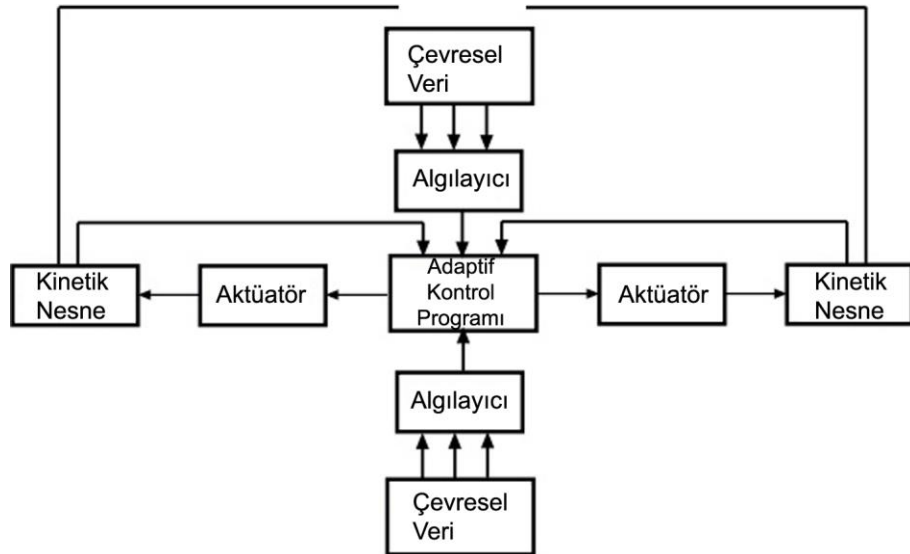 Çevresel
Veri
Algılayıcı
Kinetik
Nesne
Aktüatör
Adaptif
Kontrol
Programı
Aktüatör
Kinetik
Nesne
Algılayıcı
Çevresel
Veri